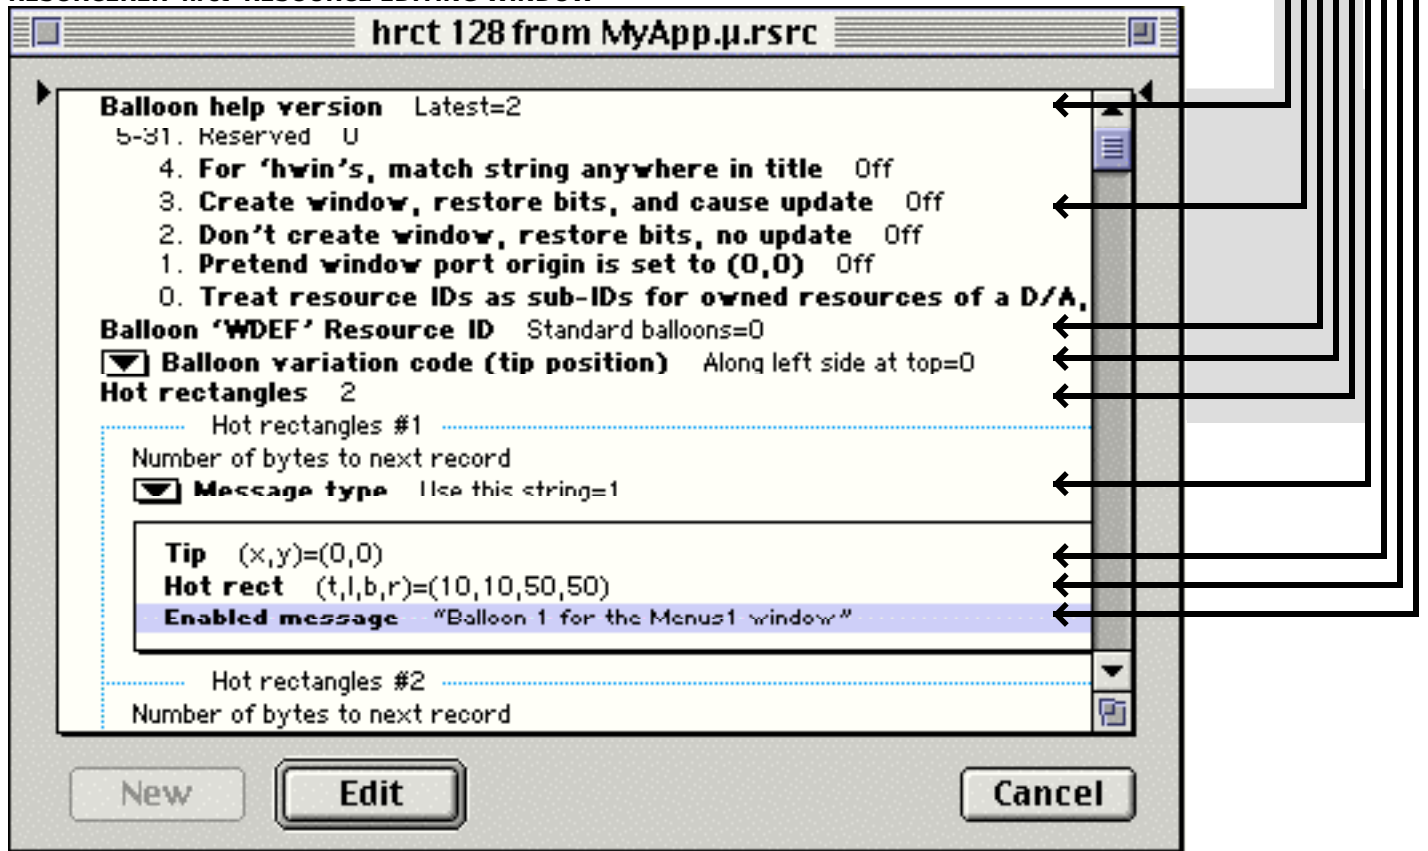 RESORCERER hrct RESOURCE EDITING WINDOW
hrct 128 from MyApp.µ.rsrc
Balloon help version Latest=2
5-31. Reserved 0
4. For ‘hwin’s, match string anywhere in title Off
3. Create window, restore bits, and cause update Off
2. Don’t create window, restore bits, no update Off
1. Pretend window port origin is set to (0,0) Off
0. Treat resource IDs as sub-IDs for owned resources of a D/A,
Balloon ‘WDEF’ Resource ID Standard balloons=0
Balloon variation code (tip position) Along left side at top=0
Hot rectangles 2
Hot rectangles #1
Number of bytes to next record
Message type Use this string=1
Tip (x,y)=(0,0)
Hot rect (t,l,b,r)=(10,10,50,50)
Enabled message “Balloon 1 for the Menus1 window”
Hot rectangles #2
Number of bytes to next record
New Edit Cancel